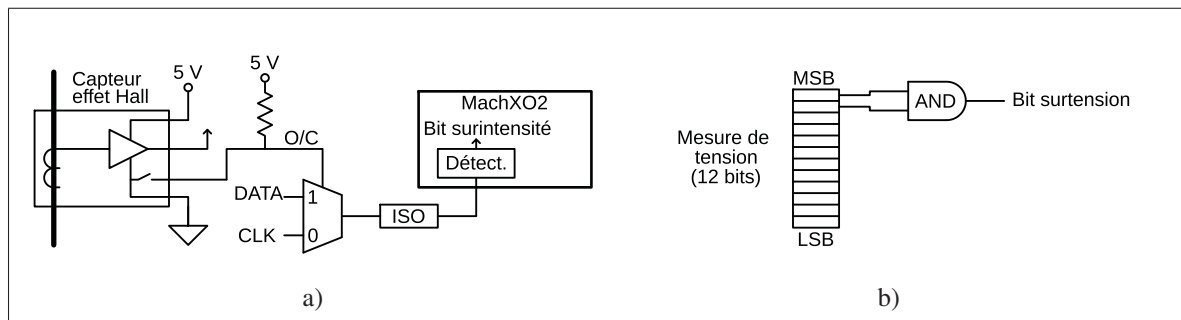 Capteur
effet Hall
5 V
5 V
O/C
DATA
1
CLK
0
ISO
MachXO2
Bit surintensité
Détect.
a)
Mesure de
tension
(12 bits)
MSB
LSB
AND
Bit surtension
b)